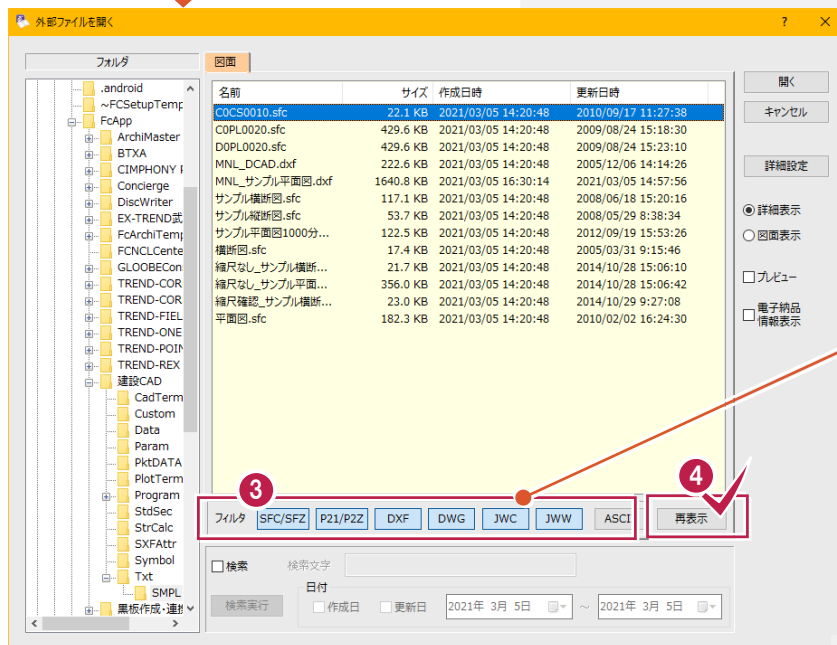 外部ファイルを開く
? ×
フォルダ
.android
~FCSetupTemp
FcApp
ArchiMaster
BTXA
CIMPHONY
Concierge
DiscWriter
EX-TREND武
FcArchiTemp
FCNCLCente
GLOOBECon
TREND-COR
TREND-COR
TREND-FIEL
TREND-ONE
TREND-POIN
TREND-REX
建設CAD
CadTerm
Custom
Data
Param
PktDATA
PlotTerm
Program
StdSec
StrCalc
SXFAttr
Symbol
Txt
SMPL
黒板作成・連携
図面
名前 サイズ 作成日時 更新日時
C0CS0010.sfc 22.1 KB 2021/03/05 14:20:48 2010/09/17 11:27:38
C0PL0020.sfc 429.6 KB 2021/03/05 14:20:48 2009/08/24 15:18:30
D0PL0020.sfc 429.6 KB 2021/03/05 14:20:48 2009/08/24 15:23:10
MNL_DCAD.dxf 222.6 KB 2021/03/05 14:20:48 2005/12/06 14:14:26
MNL_サンプル平面図.dxf 1640.8 KB 2021/03/05 16:30:14 2021/03/05 14:57:56
サンプル横断図.sfc 117.1 KB 2021/03/05 14:20:48 2008/06/18 15:20:16
サンプル縦断図.sfc 53.7 KB 2021/03/05 14:20:48 2008/05/29 8:38:34
サンプル平面図1000分... 122.5 KB 2021/03/05 14:20:48 2012/09/19 15:53:26
横断図.sfc 17.4 KB 2021/03/05 14:20:48 2005/03/31 9:15:46
縮尺なし_サンプル横断... 21.7 KB 2021/03/05 14:20:48 2014/10/28 15:06:10
縮尺なし_サンプル平面... 356.0 KB 2021/03/05 14:20:48 2014/10/28 15:06:42
縮尺確認_サンプル横断... 23.0 KB 2021/03/05 14:20:48 2014/10/29 9:27:08
平面図.sfc 182.3 KB 2021/03/05 14:20:48 2010/02/02 16:24:30
3
4
フィルタ SFC/SFZ P21/P2Z DXF DWG JWC JWW ASCI 再表示
検索 検索文字
日付
検索実行 作成日 更新日 2021年 3月 5日 ~ 2021年 3月 5日
開く
キャンセル
詳細設定
詳細表示
図面表示
プレビュー
電子納品
情報表示